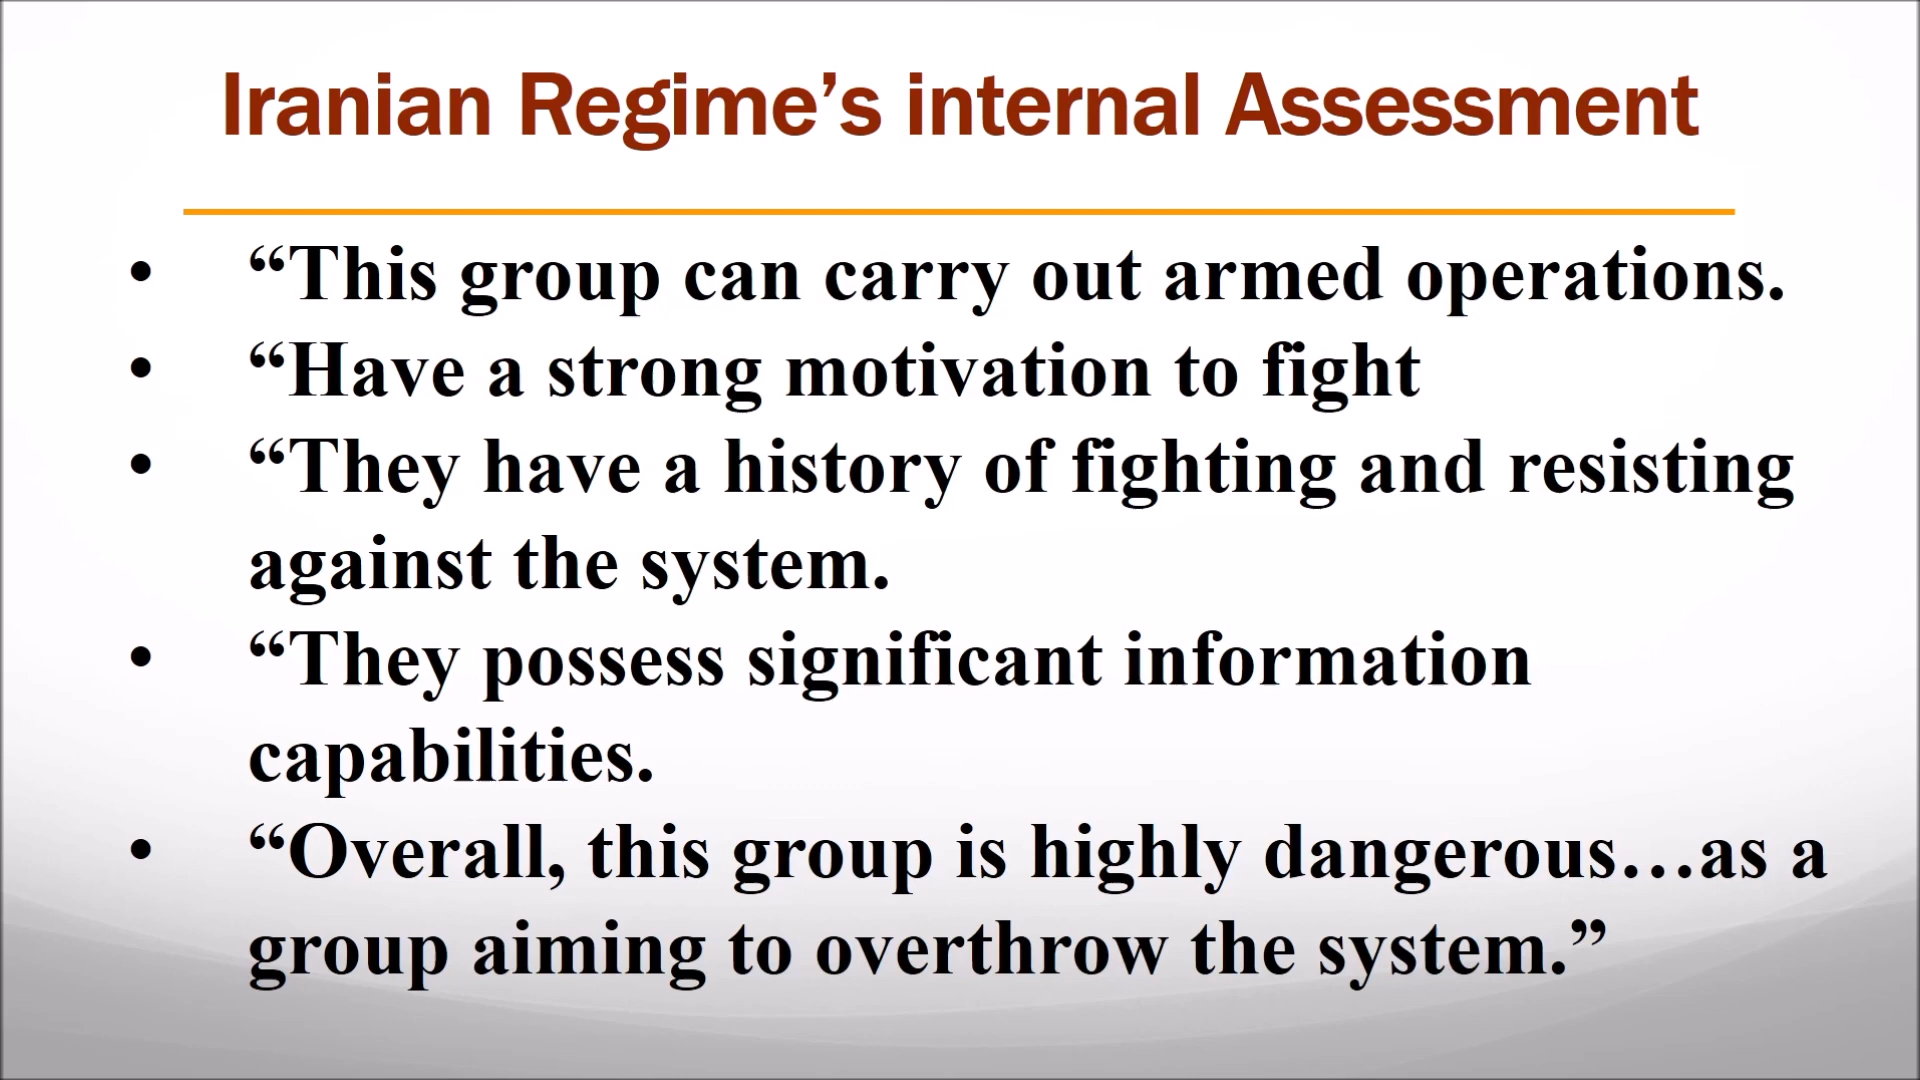 Iranian Regime’s internal Assessment
• “This group can carry out armed operations.
• “Have a strong motivation to fight
• “They have a history of fighting and resisting
against the system.
• “They possess significant information
capabilities.
• “Overall, this group is highly dangerous…as a
group aiming to overthrow the system.”